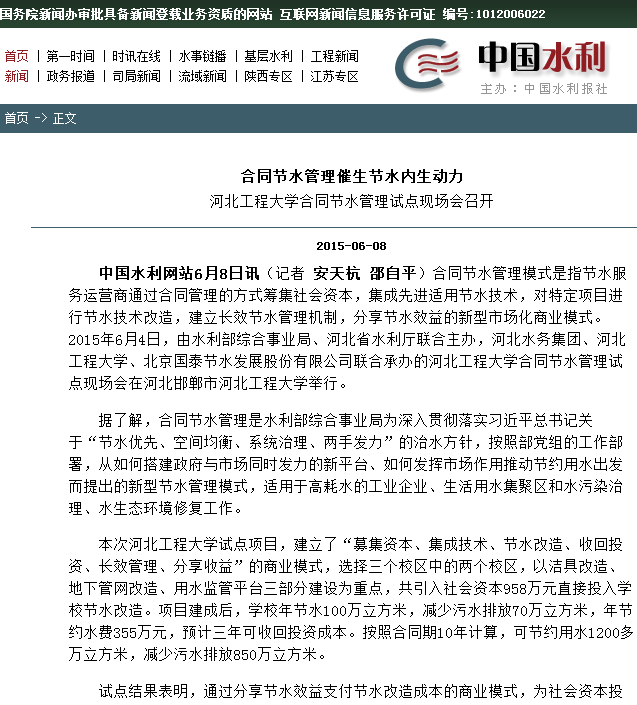 国务院新闻办审批具备新闻登载业务资质的网站 互联网新闻信息服务许可证 编号:1012006022
首页 | 第一时间 | 时讯在线 | 水事链播 | 基层水利 | 工程新闻
新闻 | 政务报道 | 司局新闻 | 流域新闻 | 陕西专区 | 江苏专区
中国水利
主办：中国水利报社
首页 -> 正文
合同节水管理催生节水内生动力
河北工程大学合同节水管理试点现场会召开
2015-06-08
中国水利网站6月8日讯（记者 安天杭 邵自平）合同节水管理模式是指节水服
务运营商通过合同管理的方式筹集社会资本，集成先进适用节水技术，对特定项目进
行节水技术改造，建立长效节水管理机制，分享节水效益的新型市场化商业模式。
2015年6月4日，由水利部综合事业局、河北省水利厅联合主办，河北水务集团、河北
工程大学、北京国泰节水发展股份有限公司联合承办的河北工程大学合同节水管理试
点现场会在河北邯郸市河北工程大学举行。
据了解，合同节水管理是水利部综合事业局为深入贯彻落实习近平总书记关
于“节水优先、空间均衡、系统治理、两手发力”的治水方针，按照部党组的工作部
署，从如何搭建政府与市场同时发力的新平台、如何发挥市场作用推动节约用水出发
而提出的新型节水管理模式，适用于高耗水的工业企业、生活用水集聚区和水污染治
理、水生态环境修复工作。
本次河北工程大学试点项目，建立了“募集资本、集成技术、节水改造、收回投
资、长效管理、分享收益”的商业模式，选择三个校区中的两个校区，以洁具改造、
地下管网改造、用水监管平台三部分建设为重点，共引入社会资本958万元直接投入学
校节水改造。项目建成后，学校年节水100万立方米，减少污水排放70万立方米，年节
约水费355万元，预计三年可收回投资成本。按照合同期10年计算，可节约用水1200多
万立方米，减少污水排放850万立方米。
试点结果表明，通过分享节水效益支付节水改造成本的商业模式，为社会资本投